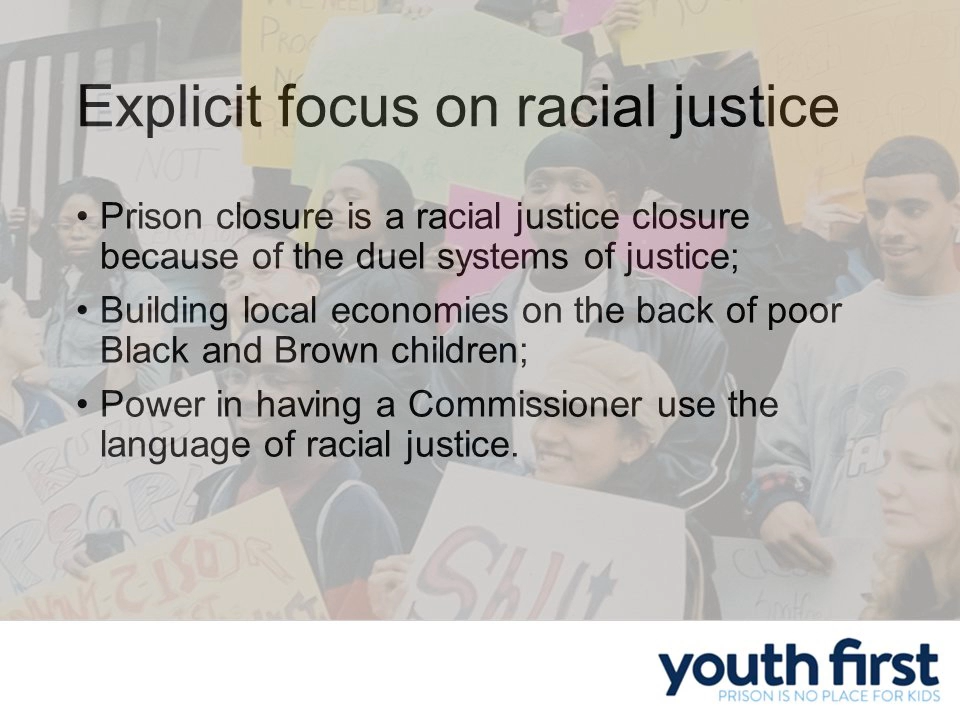 Explicit focus on racial justice
• Prison closure is a racial justice closure
because of the duel systems of justice;
• Building local economies on the back of poor
Black and Brown children;
• Power in having a Commissioner use the
language of racial justice.
NOT
youth first
PRISON IS NO PLACE FOR KIDS